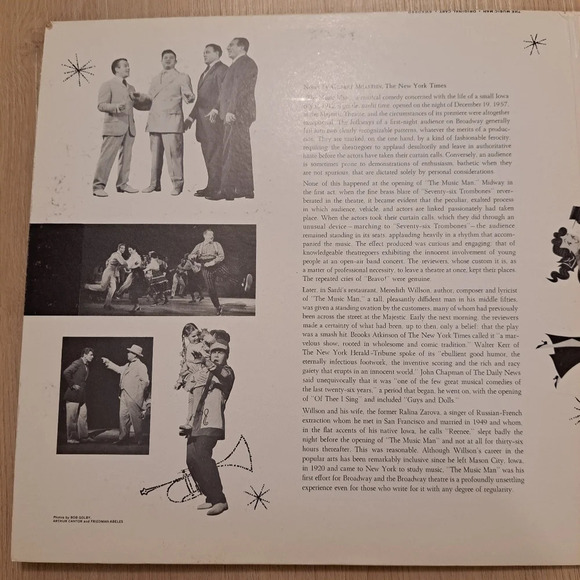 Notes by Gilbert Millstein, The New York Times
"The Music Man," a musical comedy concerned with the life of a small Iowa
opened on the night of December 19, 1957,
at the Majestic Theatre and the circumstances of its premiere were altogether
The followers of a first-night audience on Broadway generally
fall into two clearly recognizable patterns, whatever the merits of a produc-
tion. They are marked, on the one hand, by a kind of fashionable ferocity,
requiring the theatregoer to applaud desultorily and leave in authoritative
before the actors have taken their curtain calls. Conversely, an audience
is sometimes prone to demonstrations of enthusiasm, bathetic when they
are not spurious, that are dictated solely by personal considerations.
None of this happened at the opening of "The Music Man." Midway in
the first act, when the fine brass blare of "Seventy-six Trombones" rever-
berated in the theatre, it became evident that the peculiar, exalted process
in which audience, vehicle, and actors are linked passionately had taken
place. When the actors took their curtain calls, which they did through an
unusual device – marching to "Seventy-six Trombones" – the audience
remained standing in its seats, applauding heavily in a rhythm that accom-
panied the music. The effect produced was curious and engaging: that of
knowledgeable theatregoers exhibiting the innocent involvement of young
people at an open-air band concert. The reviewers, whose custom it is, as
a matter of professional necessity, to leave a theatre at once, kept their places.
The repeated cries of "Bravo!" were genuine.
Later, in Sardi's restaurant, Meredith Willson, author, composer and lyricist
of "The Music Man," a tall, pleasantly diffident man in his middle fifties,
was given a standing ovation by the customers, many of whom had previously
been across the street at the Majestic. Early the next morning, the reviewers
made a certainty of what had been, up to then, only a belief: that the play
was a smash hit. Brooks Atkinson of The New York Times called it "a mar-
velous show, rooted in wholesome and comic tradition." Walter Kerr of
The New York Herald-Tribune spoke of its "ebullient good humor, the
eternally infectious footwork, the inventive scoring and the rich and racy
gaiety that erupts in an innocent world." John Chapman of The Daily News
said unequivocally that it was "one of the few great musical comedies of
the last twenty-six years," a period that began, he went on, with the opening
of "Of Thee I Sing" and included "Guys and Dolls."
Willson and his wife, the former Ralina Zarova, a singer of Russian-French
extraction whom he met in San Francisco and married in 1949 and whom,
in the flat accents of his native Iowa, he calls "Reenee," slept badly the
night before the opening of "The Music Man" and not at all for thirty-six
hours thereafter. This was reasonable. Although Willson's career in the
popular arts has been remarkably inclusive since he left Mason City, Iowa,
in 1920 and came to New York to study music, "The Music Man" was his
first effort for Broadway and the Broadway theatre is a profoundly unsettling
experience even for those who write for it with any degree of regularity.
Photos by BOB GOLBY
ARTHUR CANTOR and FRIEDMAN-ABELES